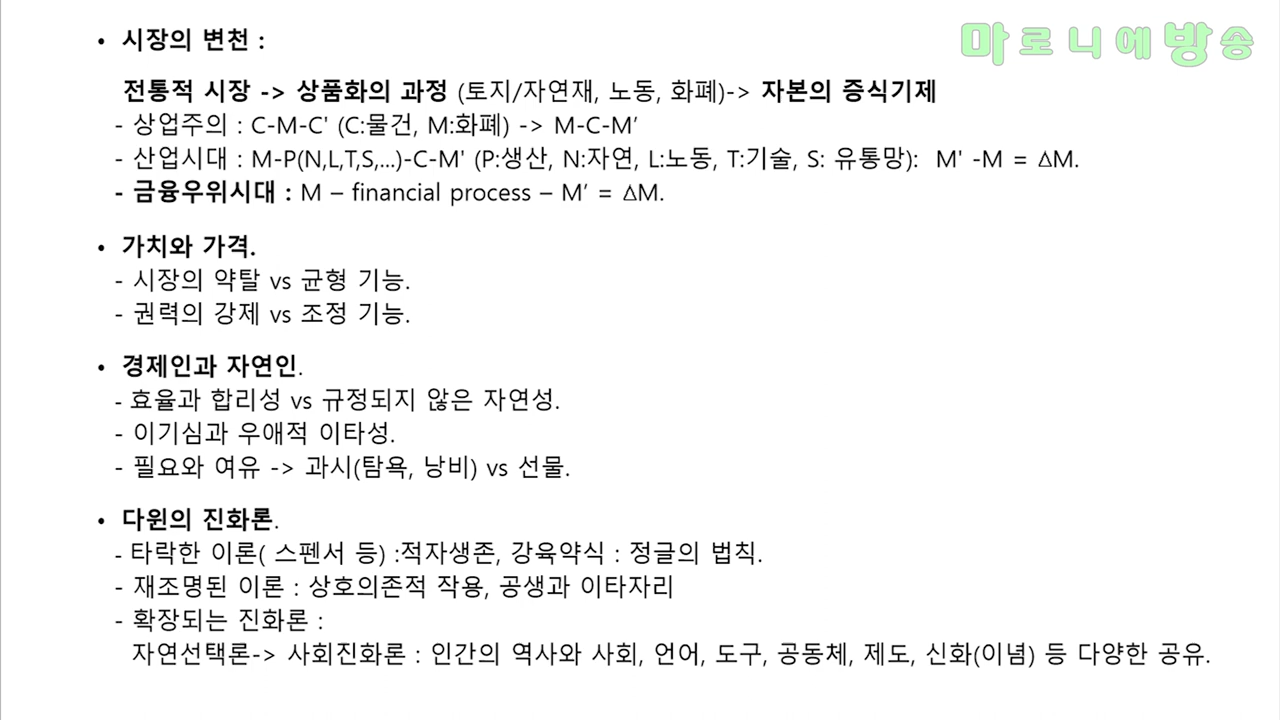 마로니에방송
• 시장의 변천 :
전통적 시장 -> 상품화의 과정 (토지/자연재, 노동, 화폐)-> 자본의 증식기제
- 상업주의 : C-M-C' (C:물건, M:화폐) -> M-C-M’
- 산업시대 : M-P(N,L,T,S,...)-C-M' (P:생산, N:자연, L:노동, T:기술, S: 유통망): M' -M = ΔM.
- 금융우위시대 : M – financial process – M’ = ΔM.
• 가치와 가격.
- 시장의 약탈 vs 균형 기능.
- 권력의 강제 vs 조정 기능.
• 경제인과 자연인.
- 효율과 합리성 vs 규정되지 않은 자연성.
- 이기심과 우애적 이타성.
- 필요와 여유 -> 과시(탐욕, 낭비) vs 선물.
• 다윈의 진화론.
- 타락한 이론( 스펜서 등) :적자생존, 강육약식 : 정글의 법칙.
- 재조명된 이론 : 상호의존적 작용, 공생과 이타자리
- 확장되는 진화론 :
자연선택론-> 사회진화론 : 인간의 역사와 사회, 언어, 도구, 공동체, 제도, 신화(이념) 등 다양한 공유.